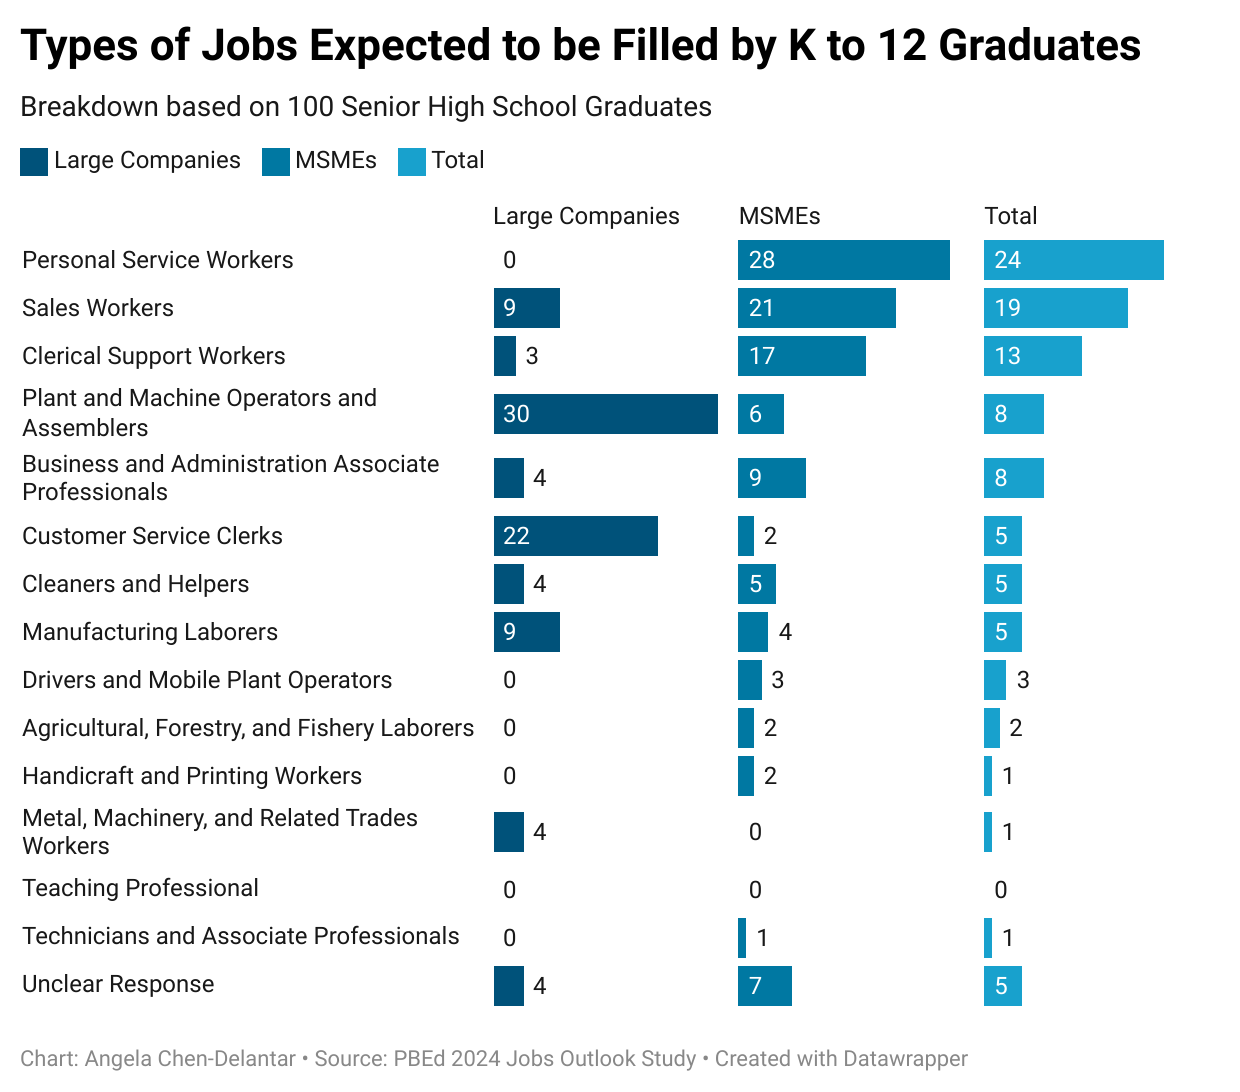 Types of Jobs Expected to be Filled by K to 12 Graduates
Breakdown based on 100 Senior High School Graduates
Large Companies MSMEs Total
Large Companies MSMEs Total
Personal Service Workers 0 28 24
Sales Workers 9 21 19
Clerical Support Workers 3 17 13
Plant and Machine Operators and
Assemblers 30 6 8
Business and Administration Associate
Professionals 4 9 8
Customer Service Clerks 22 2 5
Cleaners and Helpers 4 5 5
Manufacturing Laborers 9 4 5
Drivers and Mobile Plant Operators 0 3 3
Agricultural, Forestry, and Fishery Laborers 0 2 2
Handicraft and Printing Workers 0 2 1
Metal, Machinery, and Related Trades
Workers 4 0 1
Teaching Professional 0 0 0
Technicians and Associate Professionals 0 1 1
Unclear Response 4 7 5
Chart: Angela Chen-Delantar • Source: PBEd 2024 Jobs Outlook Study • Created with Datawrapper